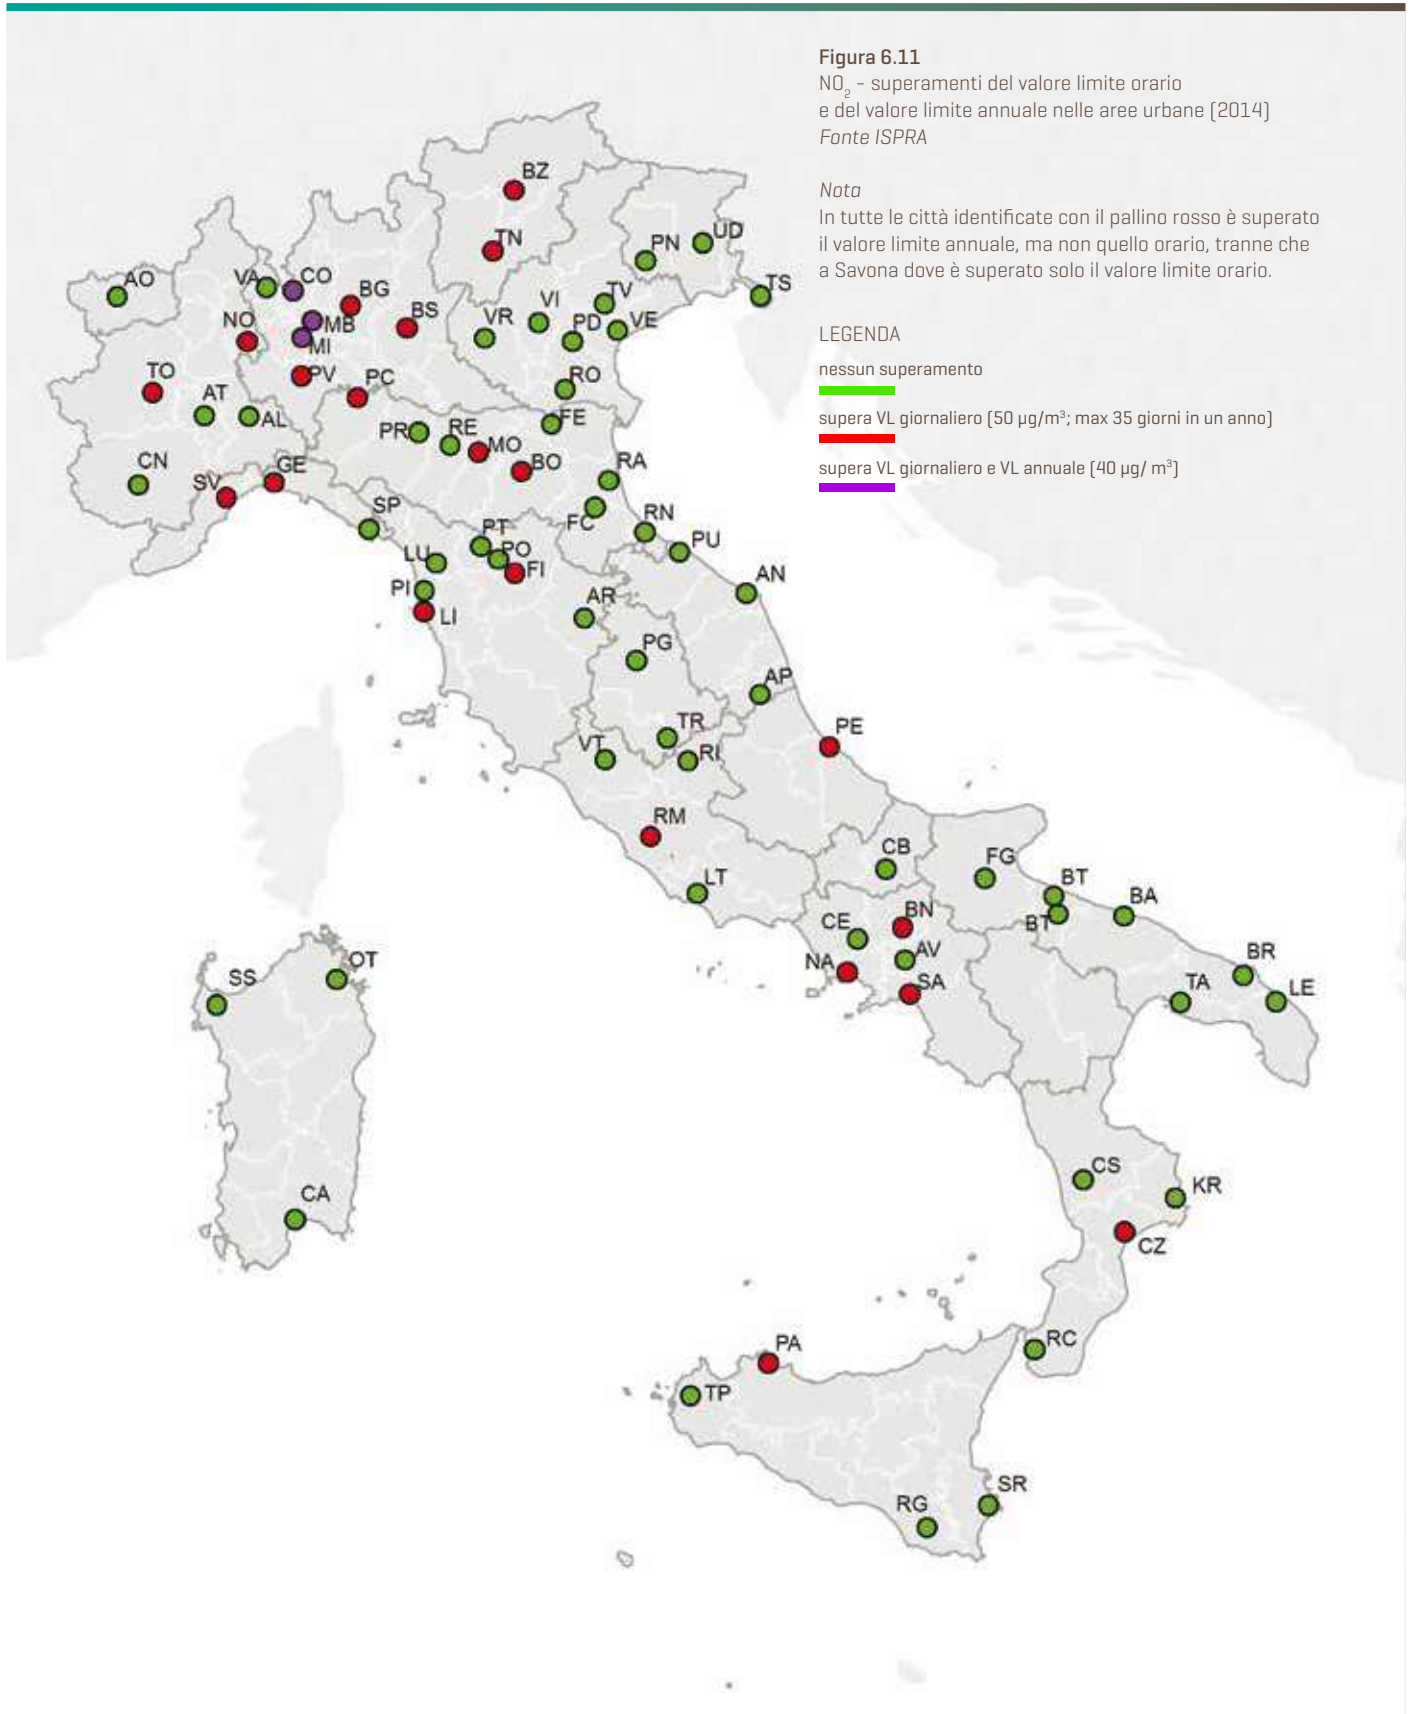 Figura 6.11
NO₂ - superamenti del valore limite orario
e del valore limite annuale nelle aree urbane (2014)
Fonte ISPRA
Nota
In tutte le città identificate con il pallino rosso è superato
il valore limite annuale, ma non quello orario, tranne che
a Savona dove è superato solo il valore limite orario.
LEGENDA
nessun superamento
supera VL giornaliero (50 µg/m³; max 35 giorni in un anno)
supera VL giornaliero e VL annuale (40 µg/ m³)
BZ
TN
PN
UD
TS
AO
VA
CO
BG
BS
VR
VI
TV
PD
VE
NO
MB
MI
TO
PV
PC
RO
AT
AL
PR
RE
MO
FE
BO
CN
SV
GE
RA
SP
FC
RN
PU
PT
PO
LU
FI
PI
LI
AN
AR
PG
AP
TR
PE
VT
RI
RM
CB
FG
LT
BT
BA
BT
CE
BN
NA
AV
SA
BR
TA
LE
SS
OT
CA
CS
KR
CZ
RC
PA
TP
SR
RG